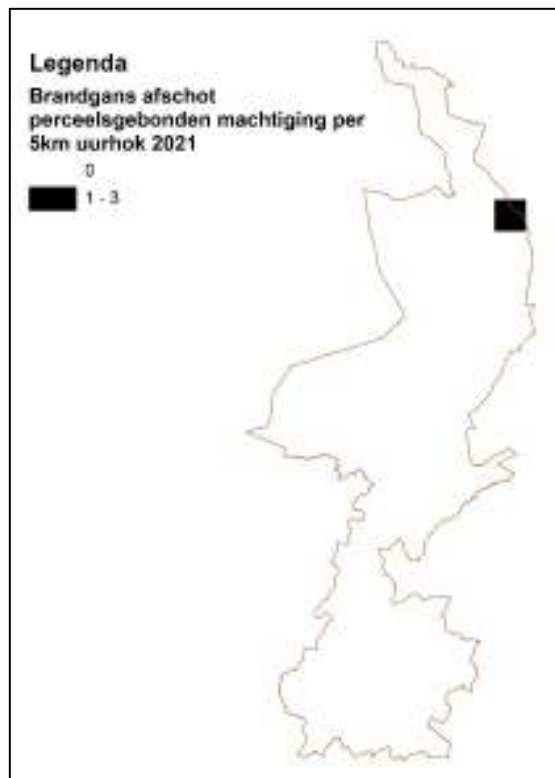 Legenda
Brandgans afschot
perceelsgebonden machtiging per
5km uurhok 2021
0
1 - 3